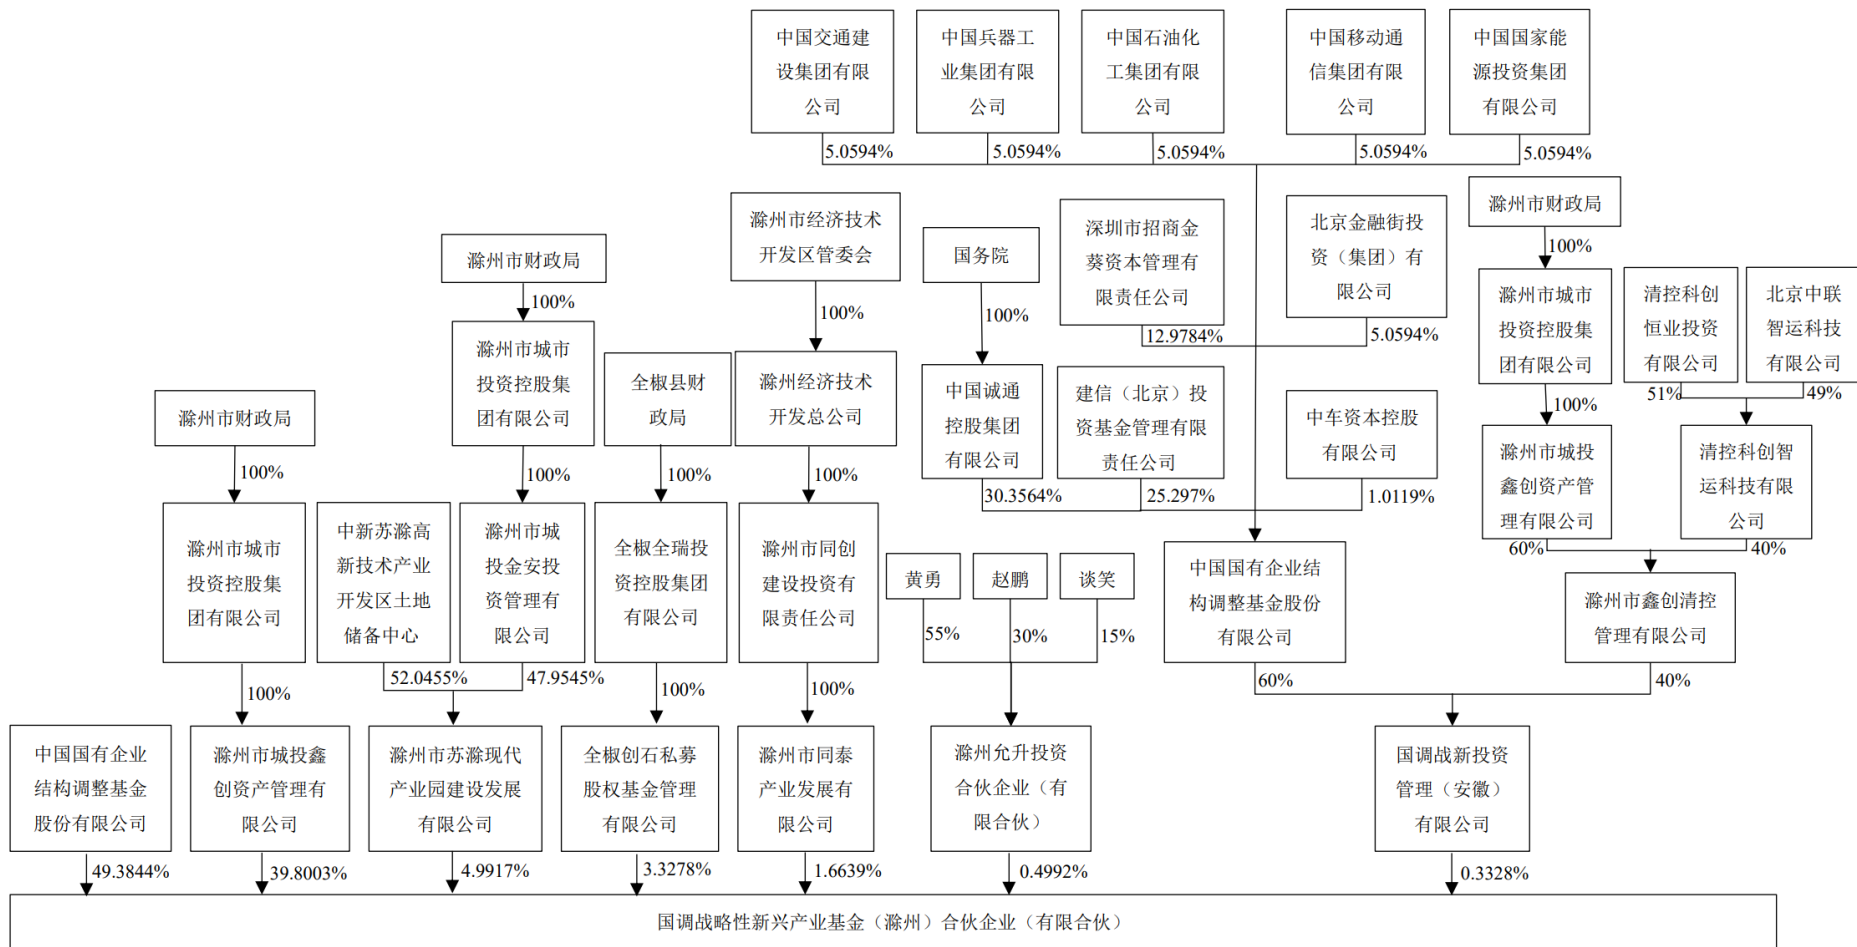 中国交通建
设集团有限
公司
中国兵器工
业集团有限
公司
中国石油化
工集团有限
公司
中国移动通
信集团有限
公司
中国国家能
源投资集团
有限公司
5.0594%
5.0594%
5.0594%
5.0594%
5.0594%
滁州市经济技术
开发区管委会
深圳市招商金
葵资本管理有
限责任公司
北京金融街投
资（集团）有
限公司
滁州市财政局
滁州市财政局
国务院
100%
100%
100%
100%
12.9784%
5.0594%
滁州市城市
投资控股集
团有限公司
清控科创
恒业投资
有限公司
北京中联
智运科技
有限公司
滁州市城市
投资控股集
团有限公司
全椒县财
政局
滁州经济技术
开发总公司
中国诚通
控股集团
有限公司
建信（北京）投
资基金管理有限
责任公司
中车资本控股
有限公司
100%
51%
49%
滁州市财政局
100%
100%
100%
100%
30.3564%
25.297%
1.0119%
滁州市城投
鑫创资产管
理有限公司
清控科创智
运科技有限
公司
60%
40%
滁州市城市
投资控股集
团有限公司
中新苏滁高
新技术产业
开发区土地
储备中心
滁州市城
投金安投
资管理有
限公司
全椒全瑞投
资控股集团
有限公司
滁州市同创
建设投资有
限责任公司
黄勇
赵鹏
谈笑
55%
30%
15%
中国国有企业结
构调整基金股份
有限公司
滁州市鑫创清控
管理有限公司
100%
52.0455%
47.9545%
100%
100%
60%
40%
中国国有企业
结构调整基金
股份有限公司
滁州市城投鑫
创资产管理有
限公司
滁州市苏滁现代
产业园建设发展
有限公司
全椒创石私募
股权基金管理
有限公司
滁州市同泰
产业发展有
限公司
滁州允升投资
合伙企业（有
限合伙）
国调战新投资
管理（安徽）
有限公司
49.3844%
39.8003%
4.9917%
3.3278%
1.6639%
0.4992%
0.3328%
国调战略性新兴产业基金（滁州）合伙企业（有限合伙）